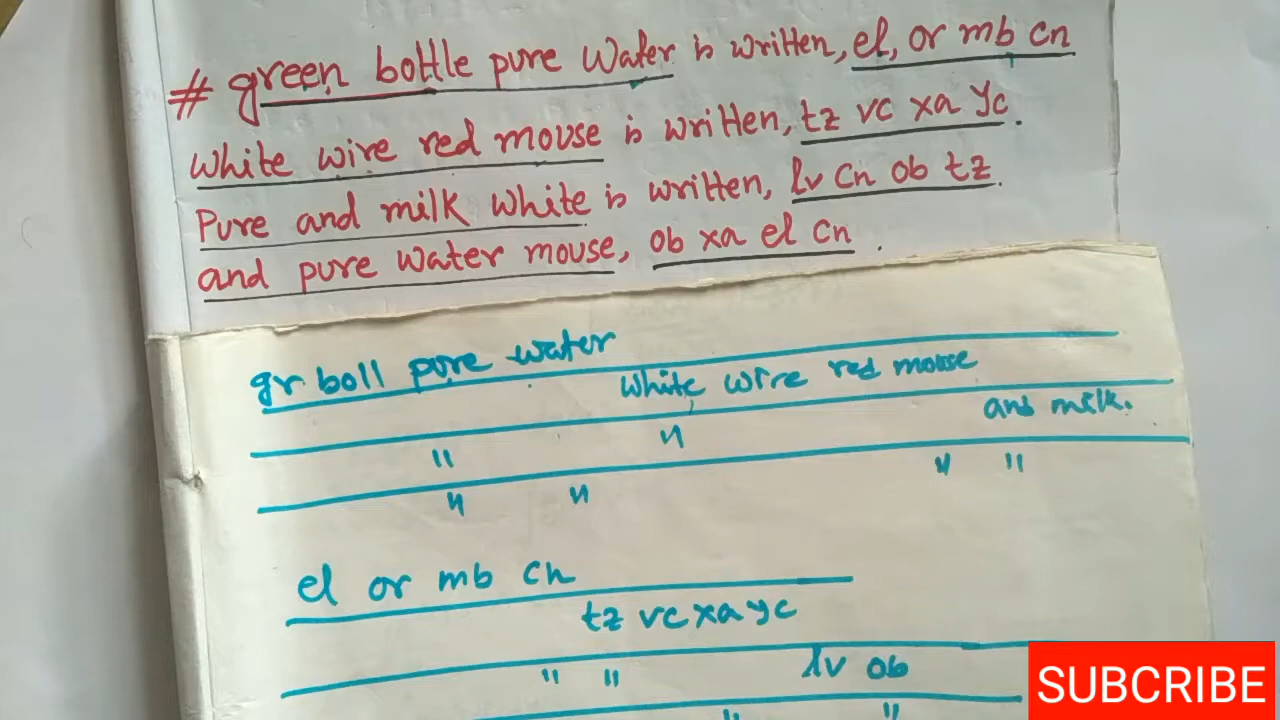 # green bottle pure water is written, el, or mb cn
white wire red mouse is written, tz vc xa yc.
Pure and milk white is written, lv cn ob tz.
and pure water mouse, ob xa el cn.
gr boll pure water
white wire red mouse
and milk.
" "
" " " "
el or mb cn
tz vc xa yc
" " lv ob
" "
SUBCRIBE